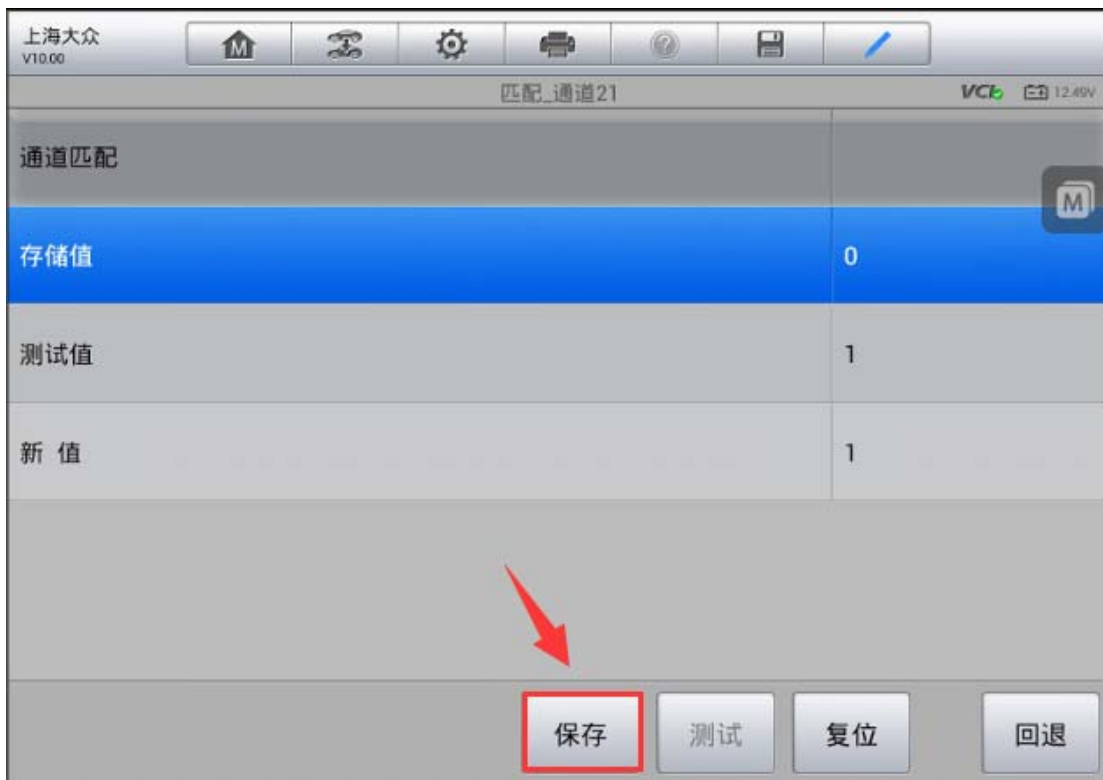 上海大众
V10.00
M
?
匹配_通道21
VCI 12.49V
通道匹配
M
存储值 0
测试值 1
新 值 1
保存 测试 复位 回退